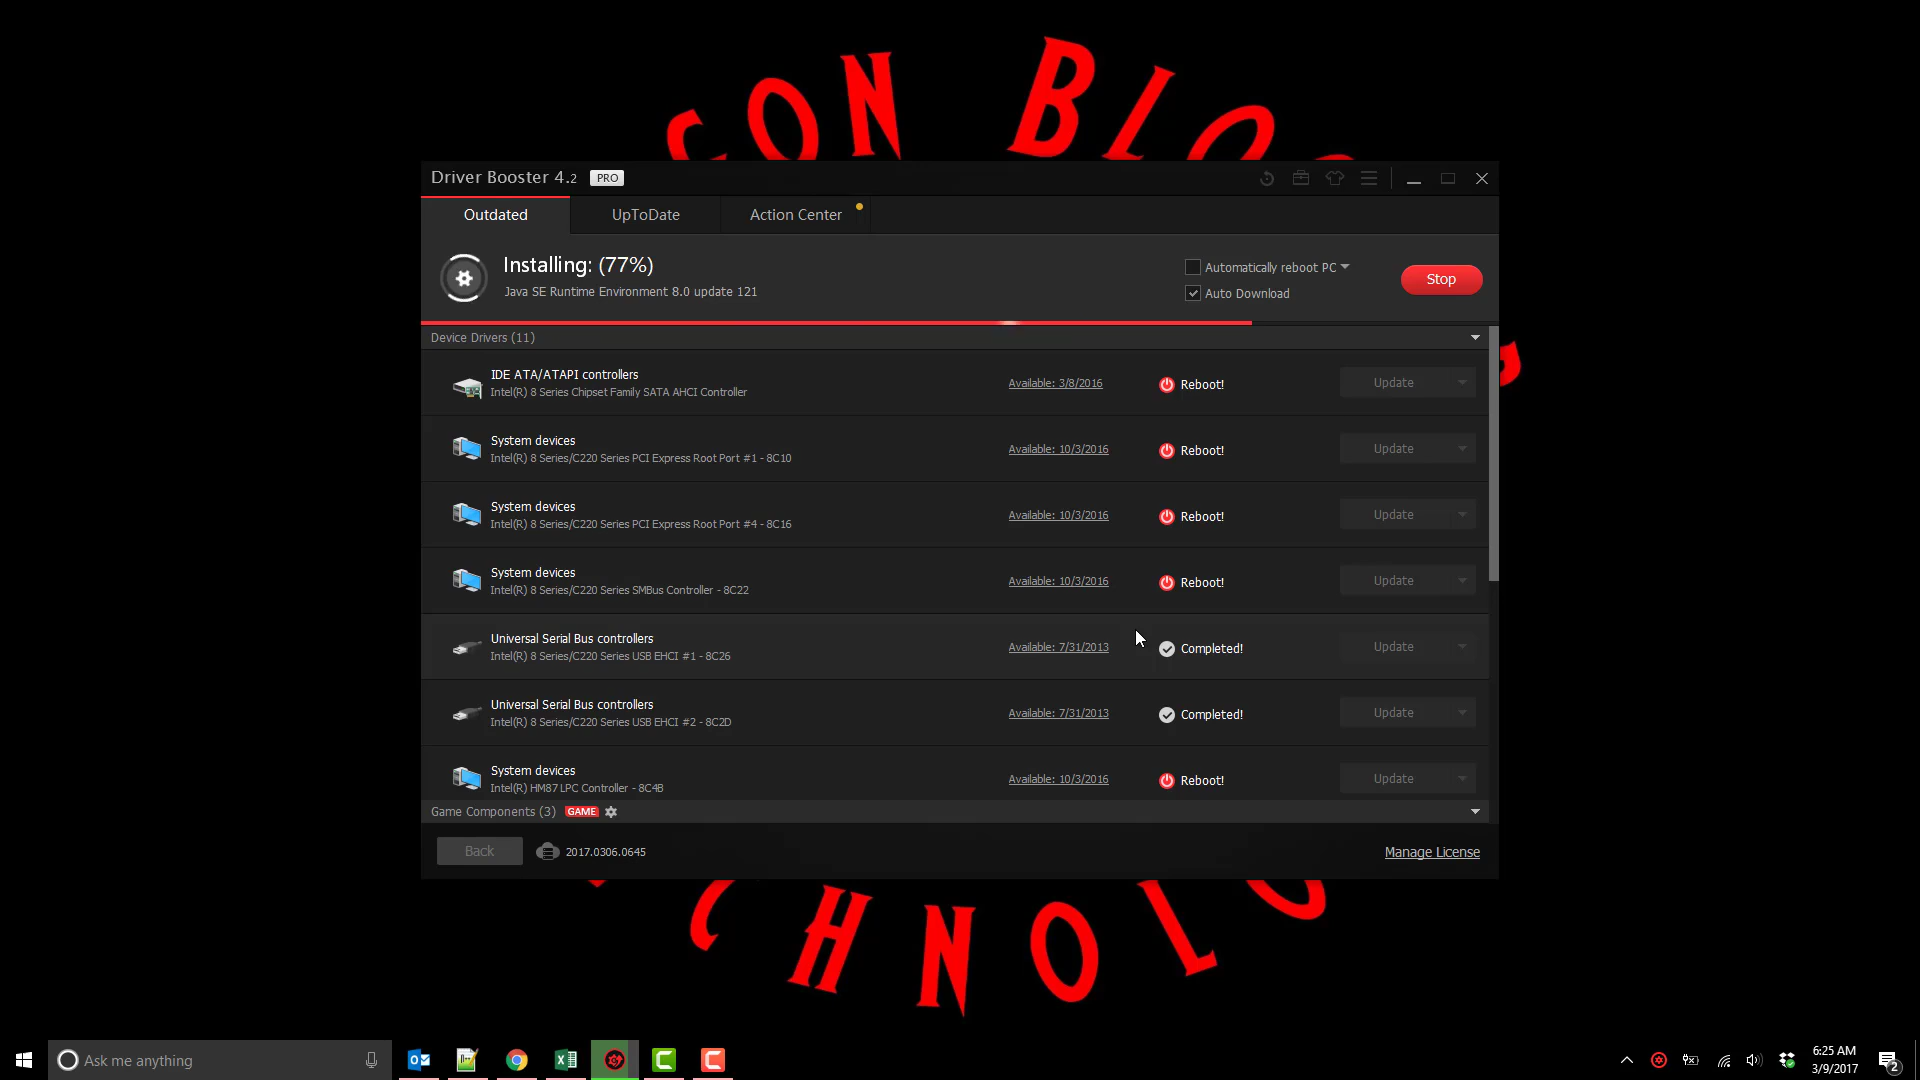 CON BLO
Driver Booster 4.2 PRO
Outdated UpToDate Action Center
Installing: (77%)
Java SE Runtime Environment 8.0 update 121
Automatically reboot PC
Auto Download
Stop
Device Drivers (11)
IDE ATA/ATAPI controllers
Intel(R) 8 Series Chipset Family SATA AHCI Controller
Available: 3/8/2016 Reboot! Update
System devices
Intel(R) 8 Series/C220 Series PCI Express Root Port #1 - 8C10
Available: 10/3/2016 Reboot! Update
System devices
Intel(R) 8 Series/C220 Series PCI Express Root Port #4 - 8C16
Available: 10/3/2016 Reboot! Update
System devices
Intel(R) 8 Series/C220 Series SMBus Controller - 8C22
Available: 10/3/2016 Reboot! Update
Universal Serial Bus controllers
Intel(R) 8 Series/C220 Series USB EHCI #1 - 8C26
Available: 7/31/2013 Completed! Update
Universal Serial Bus controllers
Intel(R) 8 Series/C220 Series USB EHCI #2 - 8C2D
Available: 7/31/2013 Completed! Update
System devices
Intel(R) HM87 LPC Controller - 8C4B
Available: 10/3/2016 Reboot! Update
Game Components (3) GAME
Back 2017.0306.0645 Manage License
HNOLO
Ask me anything
6:25 AM
3/9/2017
2